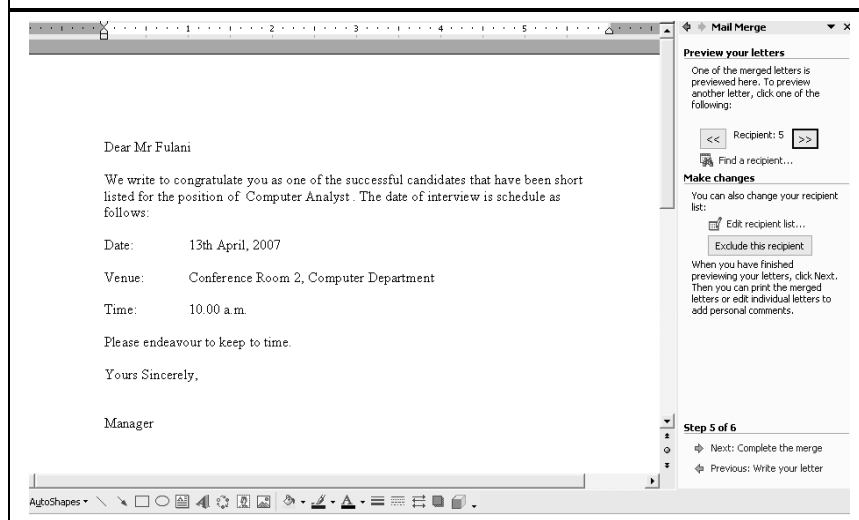 1 2 3 4 5
Dear Mr Fulani
We write to congratulate you as one of the successful candidates that have been short
listed for the position of Computer Analyst . The date of interview is schedule as
follows:
Date: 13th April, 2007
Venue: Conference Room 2, Computer Department
Time: 10.00 a.m.
Please endeavour to keep to time.
Yours Sincerely,
Manager
AutoShapes
Mail Merge
Preview your letters
One of the merged letters is
previewed here. To preview
another letter, click one of the
following:
<< Recipient: 5 >>
Find a recipient...
Make changes
You can also change your recipient
list:
Edit recipient list...
Exclude this recipient
When you have finished
previewing your letters, click Next.
Then you can print the merged
letters or edit individual letters to
add personal comments.
Step 5 of 6
Next: Complete the merge
Previous: Write your letter